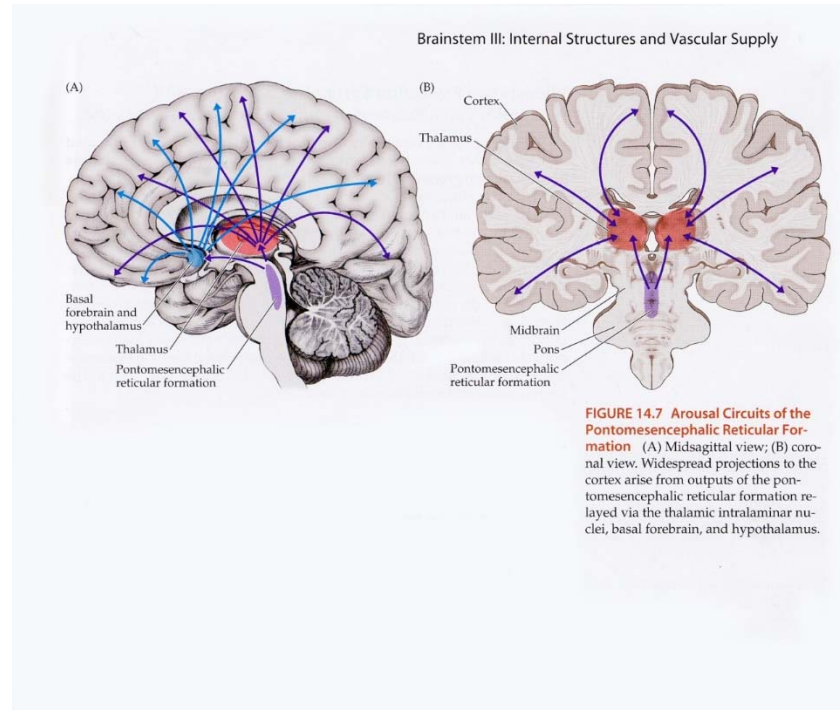 Brainstem III: Internal Structures and Vascular Supply
(A)
Basal
forebrain and
hypothalamus
Thalamus
Pontomesencephalic
reticular formation
(B)
Cortex
Thalamus
Midbrain
Pons
Pontomesencephalic
reticular formation
FIGURE 14.7 Arousal Circuits of the
Pontomesencephalic Reticular For-
mation (A) Midsagittal view; (B) coro-
nal view. Widespread projections to the
cortex arise from outputs of the pon-
tomesencephalic reticular formation re-
layed via the thalamic intralaminar nu-
clei, basal forebrain, and hypothalamus.